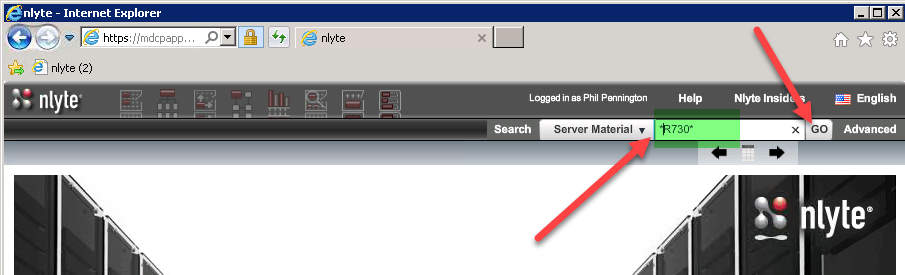 nlyte - Internet Explorer
https://mdcpapp...
nlyte
nlyte (2)
nlyte
Logged in as Phil Pennington
Help
Nlyte Insiders
English
Search
Server Material
*R730*
GO
Advanced
nlyte